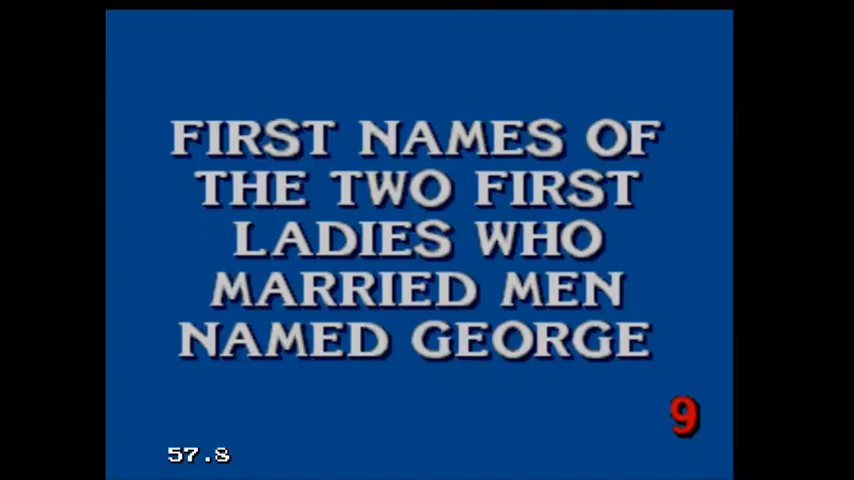 FIRST NAMES OF
THE TWO FIRST
LADIES WHO
MARRIED MEN
NAMED GEORGE
9
57.8